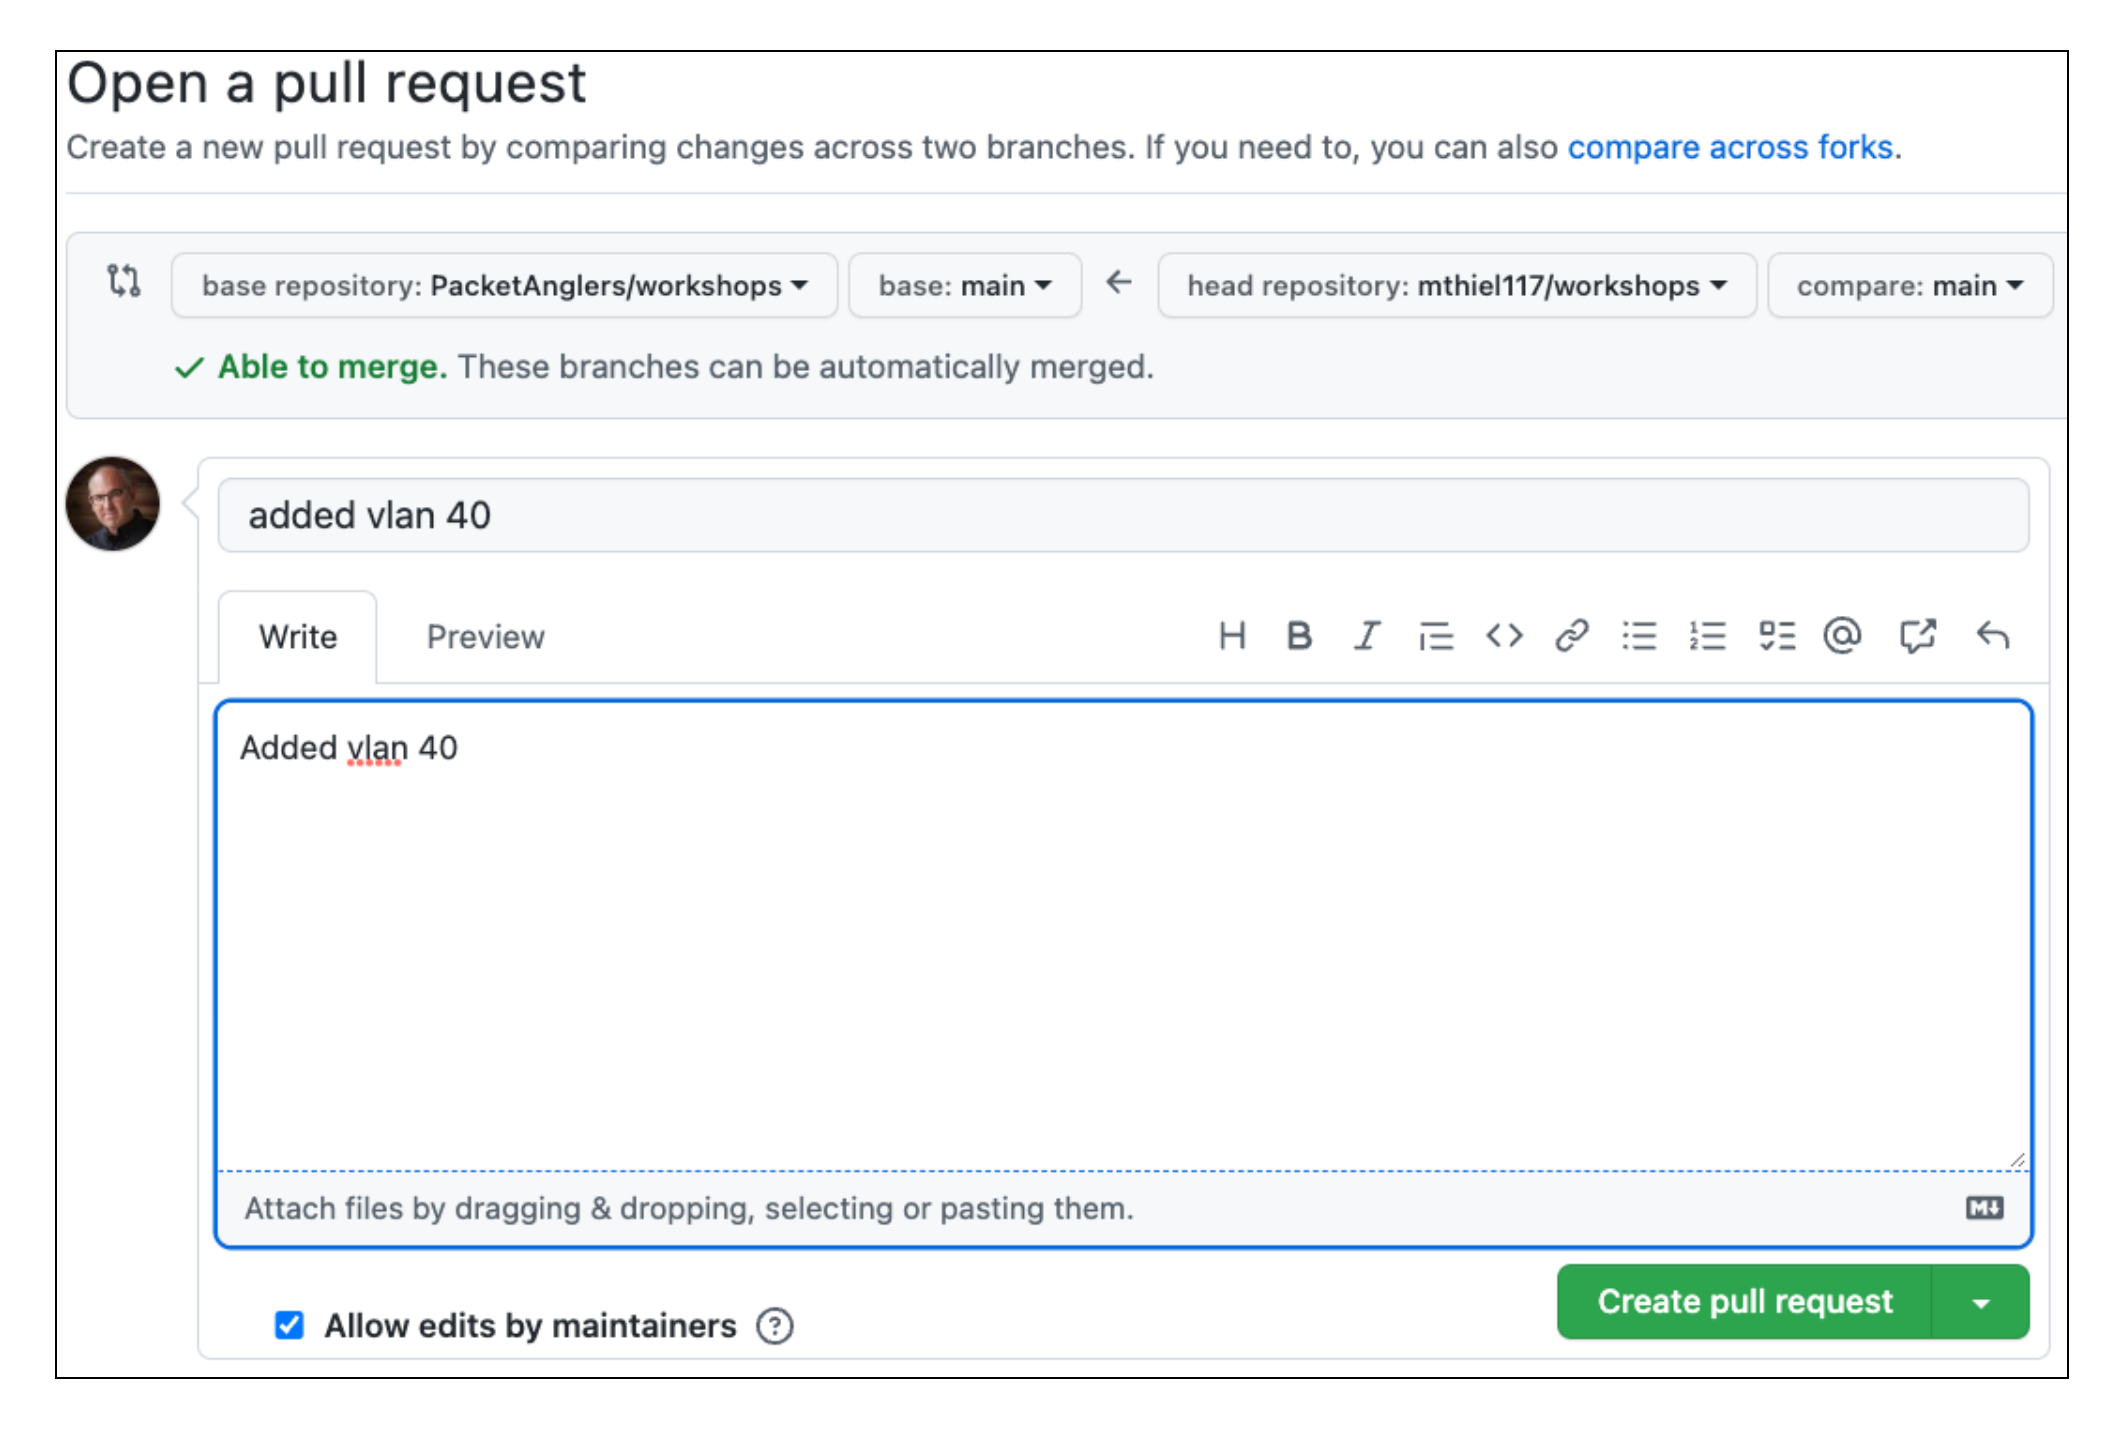 Open a pull request
Create a new pull request by comparing changes across two branches. If you need to, you can also compare across forks.
base repository: PacketAnglers/workshops base: main head repository: mthiel117/workshops compare: main
Able to merge. These branches can be automatically merged.
added vlan 40
Write Preview
Added vlan 40
Attach files by dragging & dropping, selecting or pasting them.
Create pull request
Allow edits by maintainers